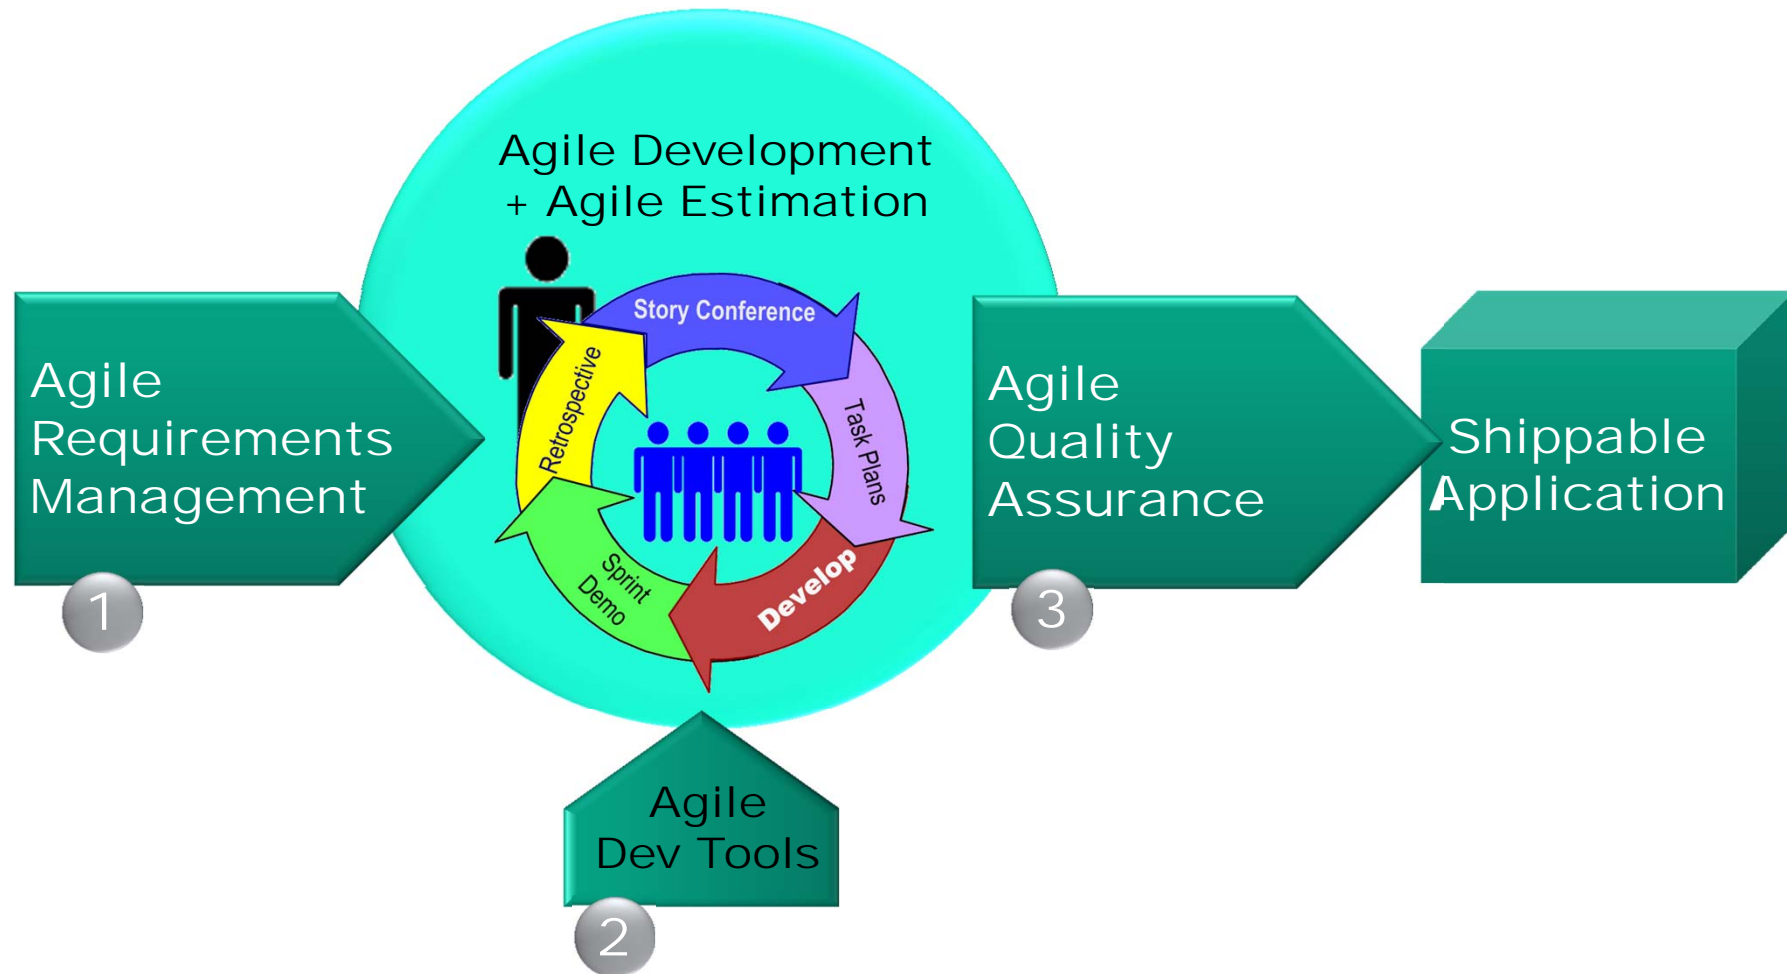 Agile Development
+ Agile Estimation
Agile
Requirements
Management
1
Story Conference
Task Plans
Develop
Sprint
Demo
Retrospective
Agile
Dev Tools
2
Agile
Quality
Assurance
3
Shippable
Application